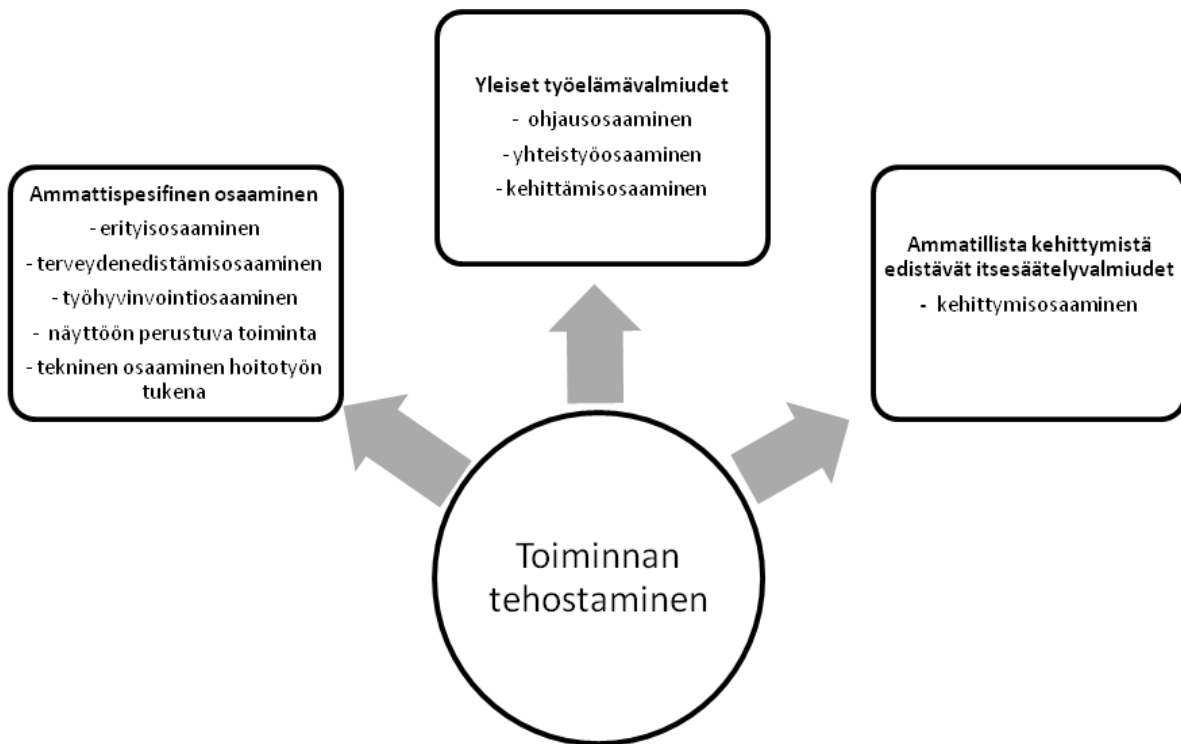 Yleiset työelämävalmiudet
- ohjausosaaminen
- yhteistyöosaaminen
- kehittämisosaaminen
Ammattispesifinen osaaminen
- erityisosaaminen
- terveydenedistämisosaaminen
- työhyvinvointiosaaminen
- näyttöön perustuva toiminta
- tekninen osaaminen hoitotyön
tukena
Ammatillista kehittymistä
edistävät itsesäätelyvalmiudet
- kehittymisosaaminen
Toiminnan
tehostaminen